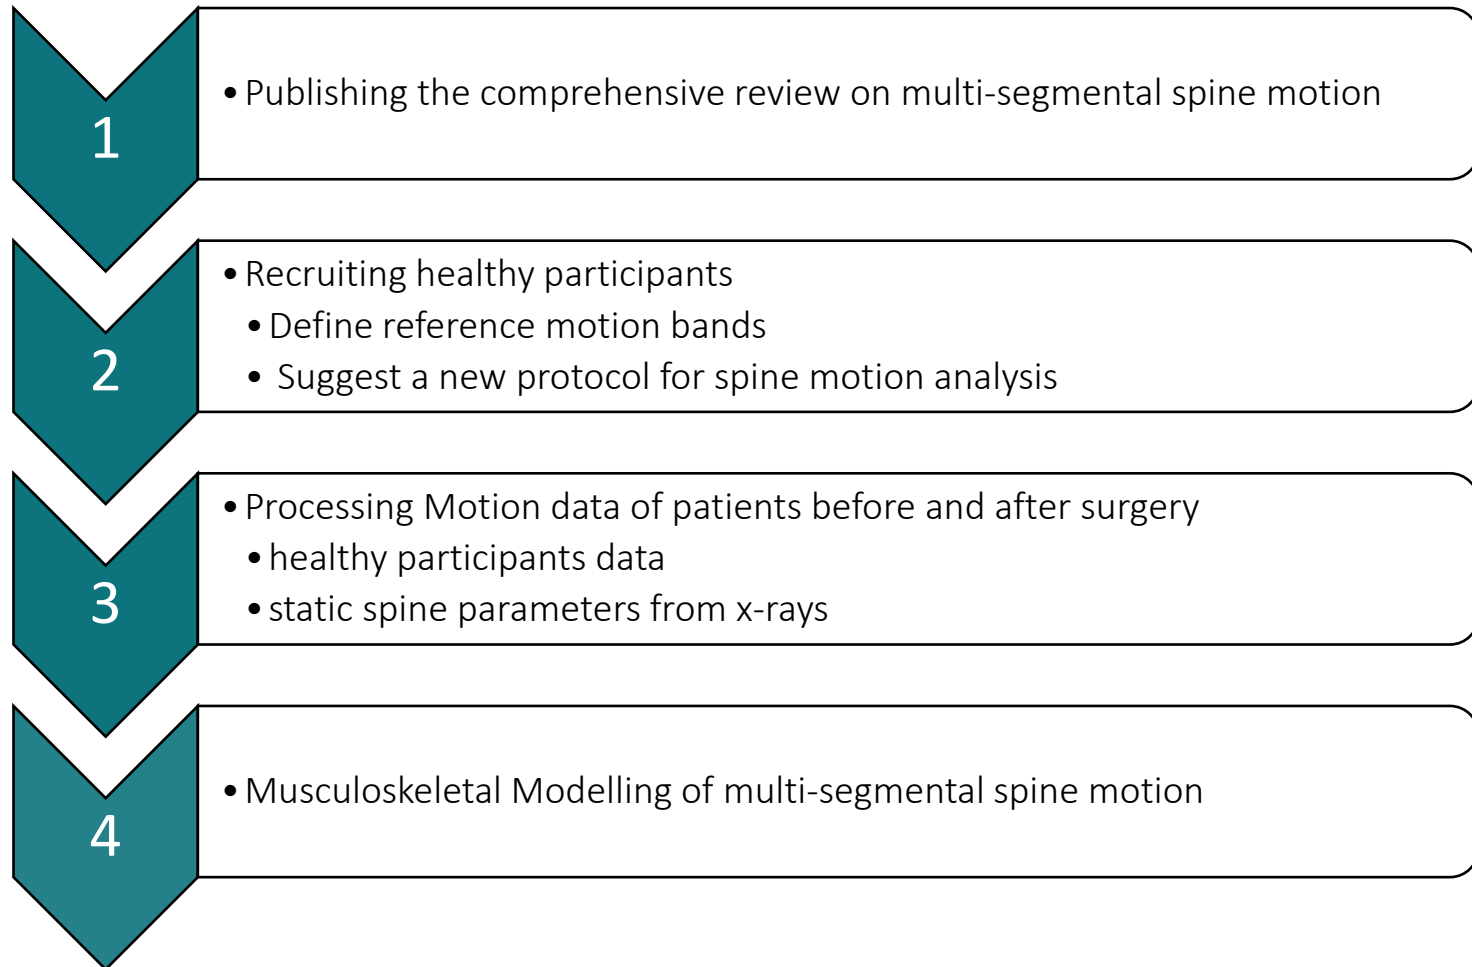 1
•Publishing the comprehensive review on multi-segmental spine motion
2
•Recruiting healthy participants
•Define reference motion bands
• Suggest a new protocol for spine motion analysis
3
•Processing Motion data of patients before and after surgery
•healthy participants data
•static spine parameters from x-rays
4
•Musculoskeletal Modelling of multi-segmental spine motion